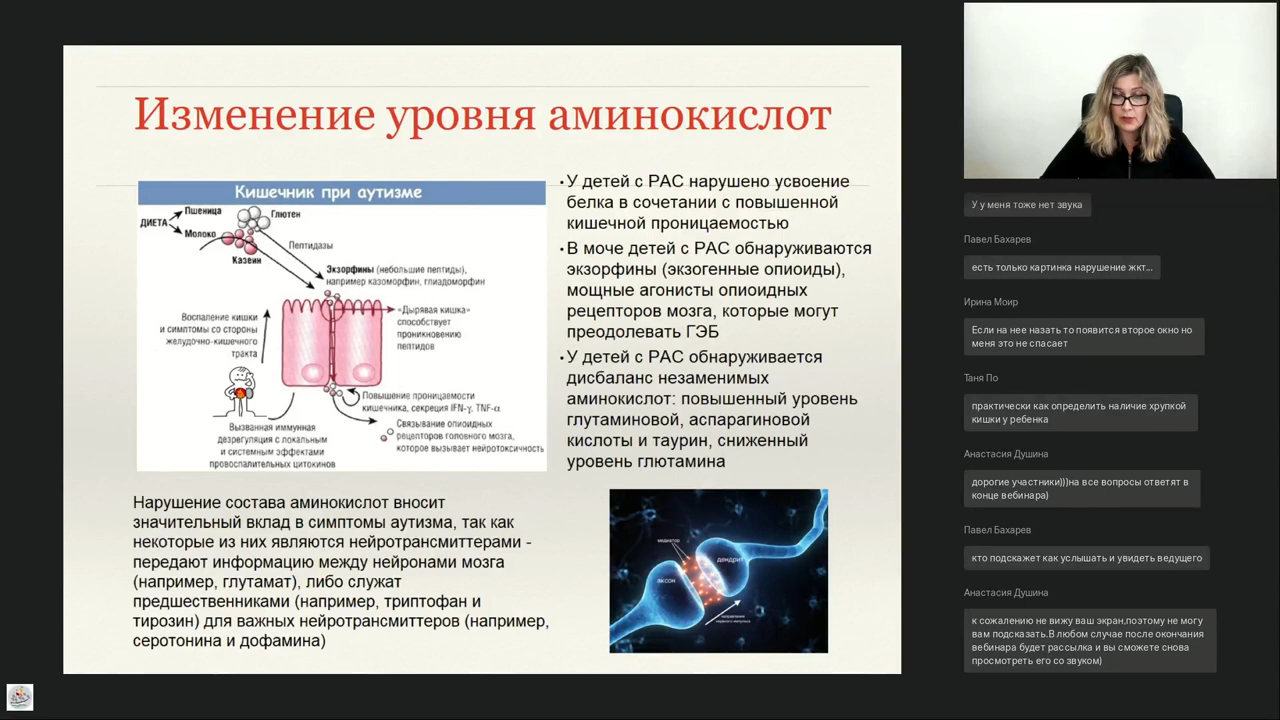 Изменение уровня аминокислот
Кишечник при аутизме
ДИЕТА
Пшеница
Молоко
Глютен
Казеин
Пептидазы
Экзорфины (небольшие пептиды),
например казоморфин, глиадоморфин
«Дырявая кишка»
способствует
проникновению
пептидов
Воспаление кишки
и симптомы со стороны
желудочно-кишечного
тракта
Повышение проницаемости
кишечника, секреция IFN-γ, TNF-α
Связывание опиоидных
рецепторов головного мозга,
которое вызывает нейротоксичность
Вызванная иммунная
дезрегуляция с локальным
и системным эффектами
провоспалительных цитокинов
•У детей с РАС нарушено усвоение
белка в сочетании с повышенной
кишечной проницаемостью
•В моче детей с РАС обнаруживаются
экзорфины (экзогенные опиоиды),
мощные агонисты опиоидных
рецепторов мозга, которые могут
преодолевать ГЭБ
•У детей с РАС обнаруживается
дисбаланс незаменимых
аминокислот: повышенный уровень
глутаминовой, аспарагиновой
кислоты и таурин, сниженный
уровень глютамина
Нарушение состава аминокислот вносит
значительный вклад в симптомы аутизма, так как
некоторые из них являются нейротрансмиттерами -
передают информацию между нейронами мозга
(например, глутамат), либо служат
предшественниками (например, триптофан и
тирозин) для важных нейротрансмиттеров (например,
серотонина и дофамина)
медиатор
дендрит
аксон
направление
нервного импульса
У у меня тоже нет звука
Павел Бахарев
есть только картинка нарушение жкт...
Ирина Моир
Если на нее назать то появится второе окно но
меня это не спасает
Таня По
практически как определить наличие хрупкой
кишки у ребенка
Анастасия Душина
дорогие участники)))на все вопросы ответят в
конце вебинара)
Павел Бахарев
кто подскажет как услышать и увидеть ведущего
Анастасия Душина
к сожалению не вижу ваш экран,поэтому не могу
вам подсказать.В любом случае после окончания
вебинара будет рассылка и вы сможете снова
просмотреть его со звуком)